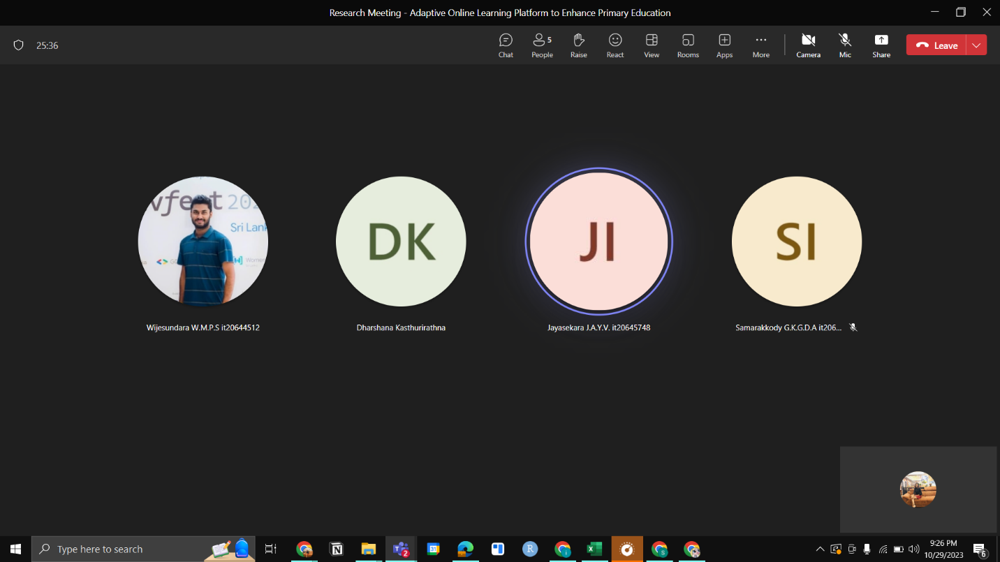 Research Meeting - Adaptive Online Learning Platform to Enhance Primary Education
25:36
Chat
5
People
Raise
React
View
Rooms
Apps
More
Camera
Mic
Share
Leave
vfest 202
Sri Lank
Women
DK
JI
SI
Wijesundara W.M.P.S it20644512
Dharshana Kasthurirathna
Jayasekara J.A.Y.V. it20645748
Samarakkody G.K.G.D.A it206...
Type here to search
N
2
31
R
i
S
9:26 PM
10/29/2023
6